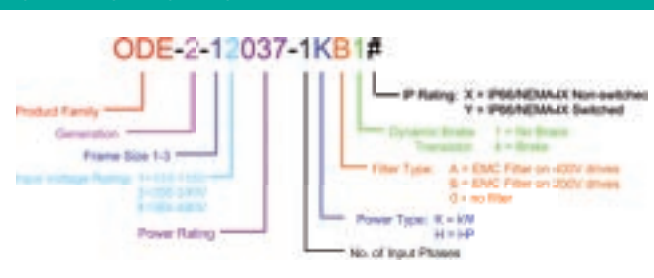 ODE-2-12037-1KB1#
IP Rating: X = IP66/NEMA4X Non-switched
Y = IP66/NEMA4X Switched
Product Family
Dynamic Brake 1 = No Brake
Generation
Transistor 4 = Brake
Frame Size 1-3
Filter Type: A = EMC Filter on 400V drives
Input Voltage Rating:
B = EMC Filter on 200V drives
0 = no filter
Power Type: K = kW
Power Rating
H = HP
No. of Input Phases